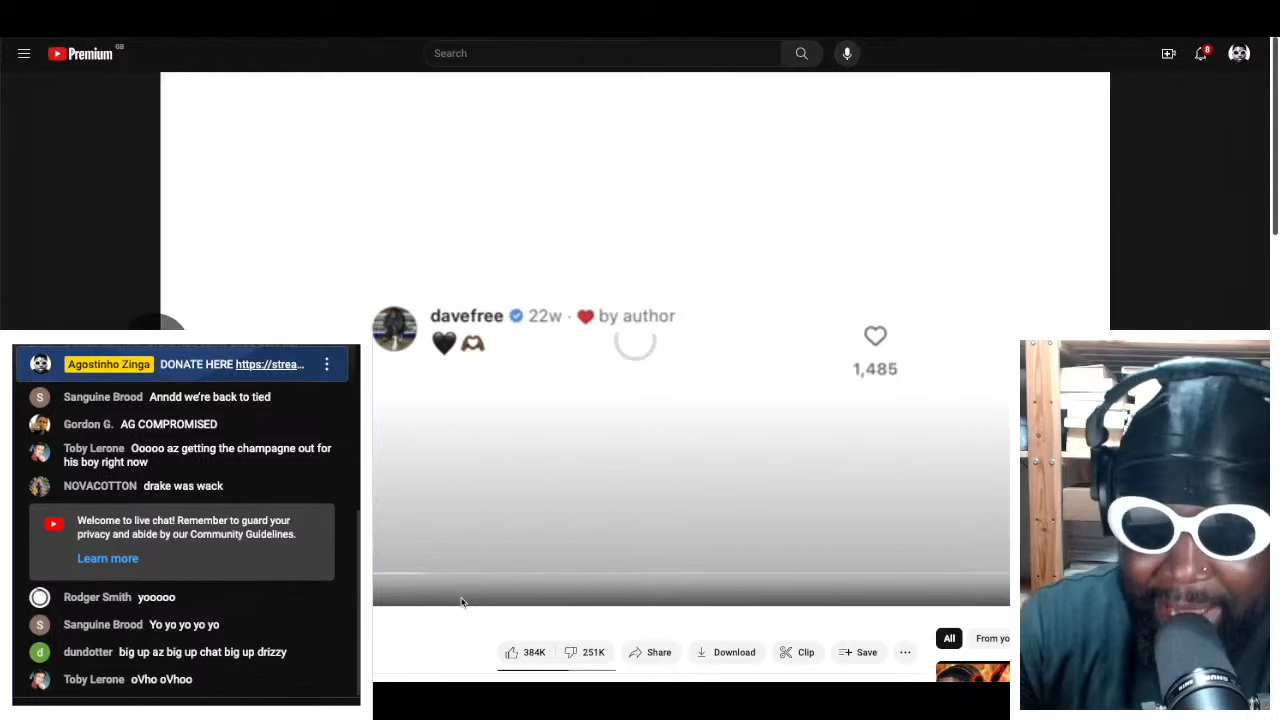 Premium GB
Search
8
davefree 22w · by author
1,485
Agostinho Zinga DONATE HERE https://strea...
Sanguine Brood Anndd we're back to tied
Gordon G. AG COMPROMISED
Toby Lerone Ooooo az getting the champagne out for
his boy right now
NOVACOTTON drake was wack
Welcome to live chat! Remember to guard your
privacy and abide by our Community Guidelines.
Learn more
Rodger Smith yoooo
Sanguine Brood Yo yo yo yo yo
dundotter big up az big up chat big up drizzy
Toby Lerone oVho oVhoo
384K 251K Share Download Clip Save
All From yo